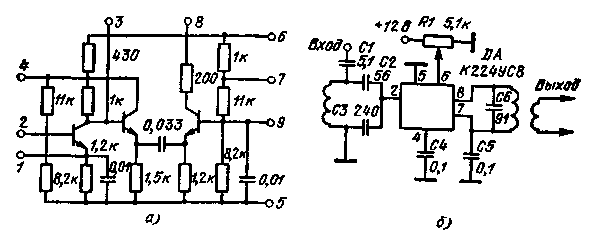 3
8
6
430
200
1к
4
7
11к
1к
11к
2
0,033
9
1
1,2к
0,01
8,2к
1,5к
1,2к
8,2к
0,01
5
а)
+12В
R1 5,1к
Вход
C1
5,1
C2
56
DA
К224УС8
5
6
2
8
7
C6
91
Выход
C3
240
4
C4
0,1
C5
0,1
б)